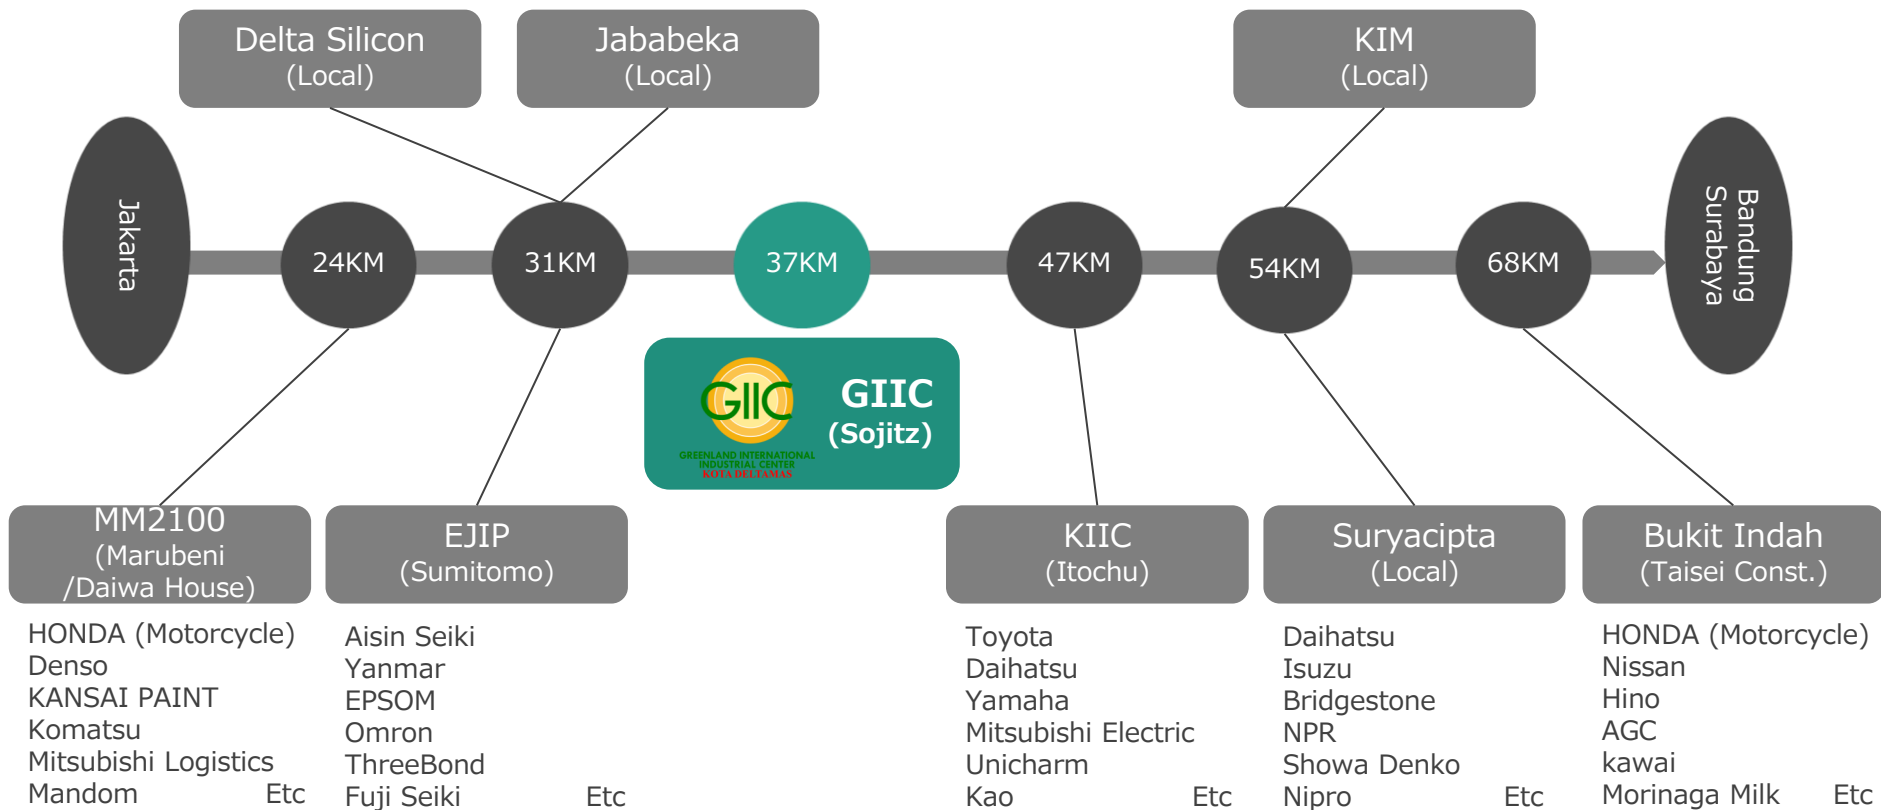 Delta Silicon
(Local)
Jababeka
(Local)
KIM
(Local)
Jakarta
24KM
31KM
37KM
47KM
54KM
68KM
Bandung
Surabaya
GIIC
GREENLAND INTERNATIONAL
INDUSTRIAL CENTER
KOTA DELTAMAS
GIIC
(Sojitz)
MM2100
(Marubeni
/Daiwa House)
HONDA (Motorcycle)
Denso
KANSAI PAINT
Komatsu
Mitsubishi Logistics
Mandom Etc
EJIP
(Sumitomo)
Aisin Seiki
Yanmar
EPSOM
Omron
ThreeBond
Fuji Seiki Etc
KIIC
(Itochu)
Toyota
Daihatsu
Yamaha
Mitsubishi Electric
Unicharm
Kao Etc
Suryacipta
(Local)
Daihatsu
Isuzu
Bridgestone
NPR
Showa Denko
Nipro Etc
Bukit Indah
(Taisei Const.)
HONDA (Motorcycle)
Nissan
Hino
AGC
kawai
Morinaga Milk Etc